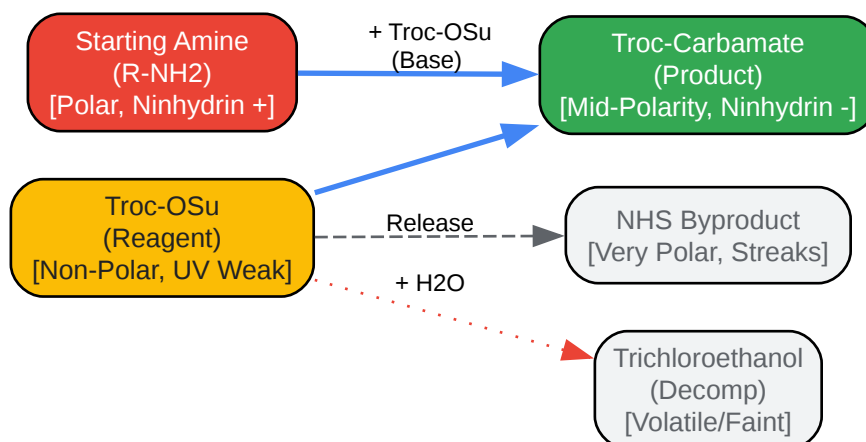 Starting Amine
(R-NH2)
[Polar, Ninhydrin +]
+ Troc-OSu
(Base)
Troc-Carbamate
(Product)
[Mid-Polarity, Ninhydrin -]
Troc-OSu
(Reagent)
[Non-Polar, UV Weak]
Release
NHS Byproduct
[Very Polar, Streaks]
+ H2O
Trichloroethanol
(Decomp)
[Volatile/Faint]